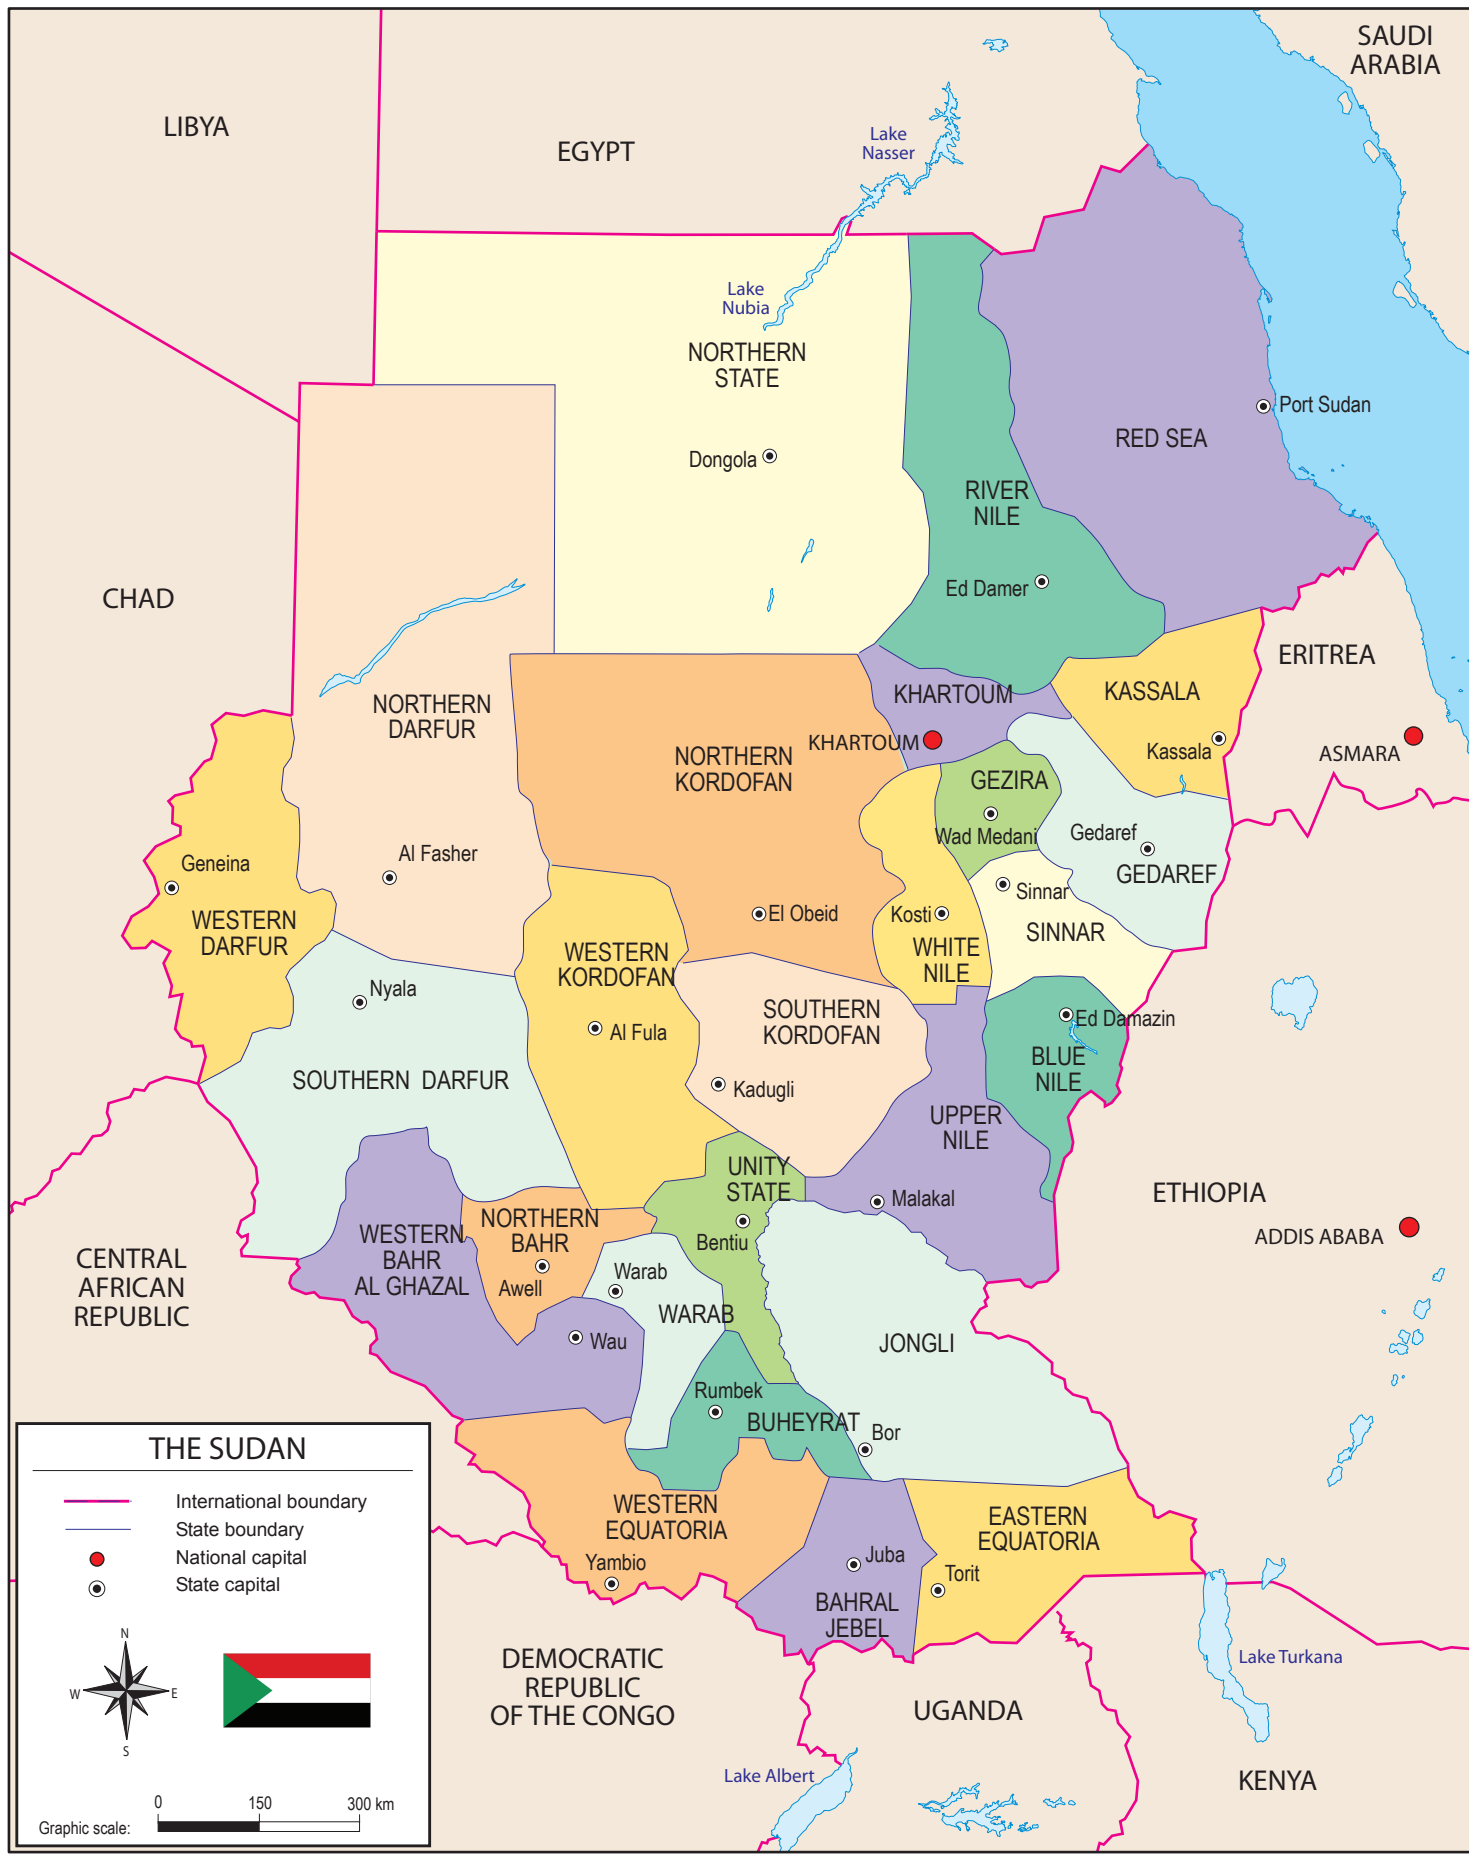 SAUDI
ARABIA
LIBYA
EGYPT
Lake
Nasser
Lake
Nubia
NORTHERN
STATE
Port Sudan
RED SEA
Dongola
RIVER
NILE
Ed Damer
CHAD
ERITREA
NORTHERN
DARFUR
KHARTOUM
KASSALA
KHARTOUM
Kassala
ASMARA
NORTHERN
KORDOFAN
GEZIRA
Wad Medani
Gedaref
GEDAREF
Geneina
Al Fasher
Sinnar
SINNAR
El Obeid
Kosti
WHITE
NILE
WESTERN
DARFUR
WESTERN
KORDOFAN
Nyala
Al Fula
SOUTHERN
KORDOFAN
Ed Damazin
BLUE
NILE
SOUTHERN DARFUR
Kadugli
UPPER
NILE
UNITY
STATE
Malakal
ETHIOPIA
ADDIS ABABA
WESTERN
BAHR
AL GHAZAL
NORTHERN
BAHR
Awell
Bentiu
CENTRAL
AFRICAN
REPUBLIC
Warab
WARAB
Wau
JONGLI
Rumbek
BUHEYRAT
Bor
WESTERN
EQUATORIA
EASTERN
EQUATORIA
Yambio
Juba
Torit
BAHRAL
JEBEL
DEMOCRATIC
REPUBLIC
OF THE CONGO
UGANDA
Lake Turkana
Lake Albert
KENYA
THE SUDAN
International boundary
State boundary
National capital
State capital
N
W
E
S
0 150 300 km
Graphic scale: